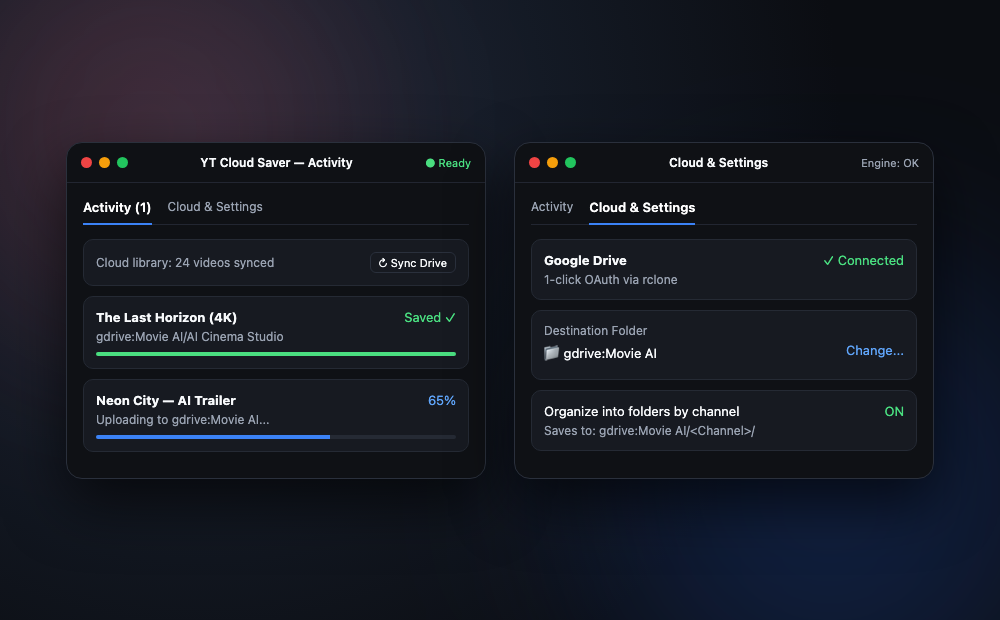 YT Cloud Saver — Activity
Ready
Activity (1)
Cloud & Settings
Cloud library: 24 videos synced
↻ Sync Drive
The Last Horizon (4K)
Saved ✓
gdrive:Movie AI/AI Cinema Studio
Neon City — AI Trailer
65%
Uploading to gdrive:Movie AI...
Cloud & Settings
Engine: OK
Activity
Cloud & Settings
Google Drive
✓ Connected
1-click OAuth via rclone
Destination Folder
📁 gdrive:Movie AI
Change...
Organize into folders by channel
ON
Saves to: gdrive:Movie AI/<Channel>/